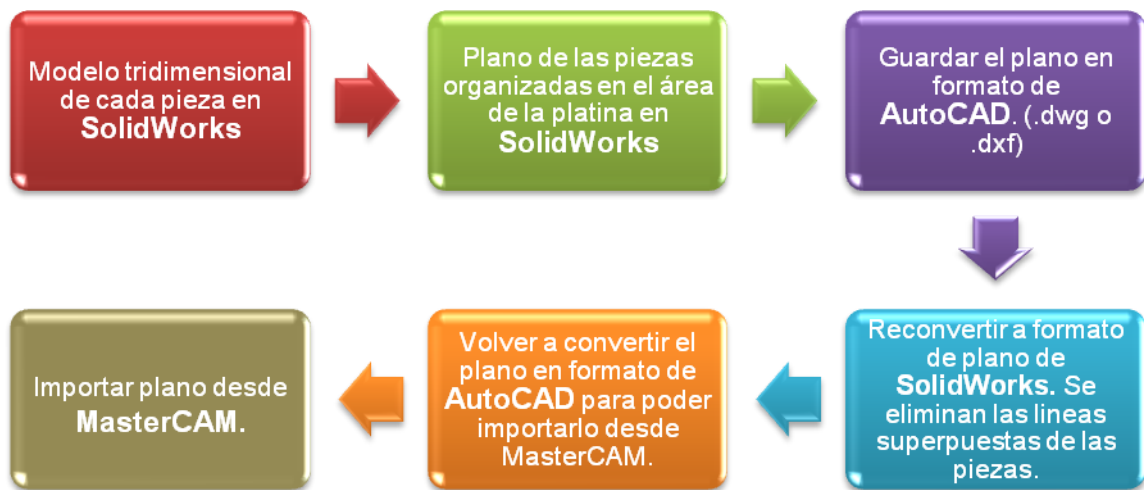 Modelo tridimensional
de cada pieza en
SolidWorks
Plano de las piezas
organizadas en el área
de la platina en
SolidWorks
Guardar el plano en
formato de
AutoCAD. (.dwg o
.dxf)
Reconvertir a formato
de plano de
SolidWorks. Se
eliminan las lineas
superpuestas de las
piezas.
Volver a convertir el
plano en formato de
AutoCAD para poder
importarlo desde
MasterCAM.
Importar plano desde
MasterCAM.